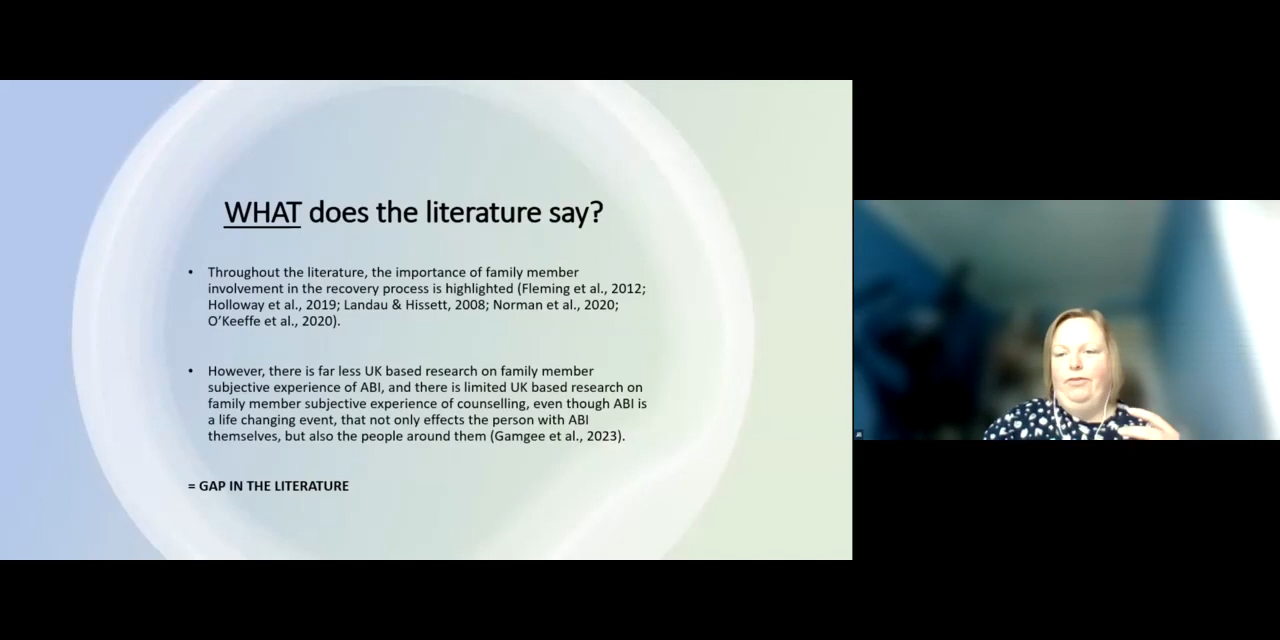 WHAT does the literature say?
• Throughout the literature, the importance of family member
involvement in the recovery process is highlighted (Fleming et al., 2012;
Holloway et al., 2019; Landau & Hissett, 2008; Norman et al., 2020;
O'Keeffe et al., 2020).
• However, there is far less UK based research on family member
subjective experience of ABI, and there is limited UK based research on
family member subjective experience of counselling, even though ABI is
a life changing event, that not only effects the person with ABI
themselves, but also the people around them (Gamgee et al., 2023).
= GAP IN THE LITERATURE